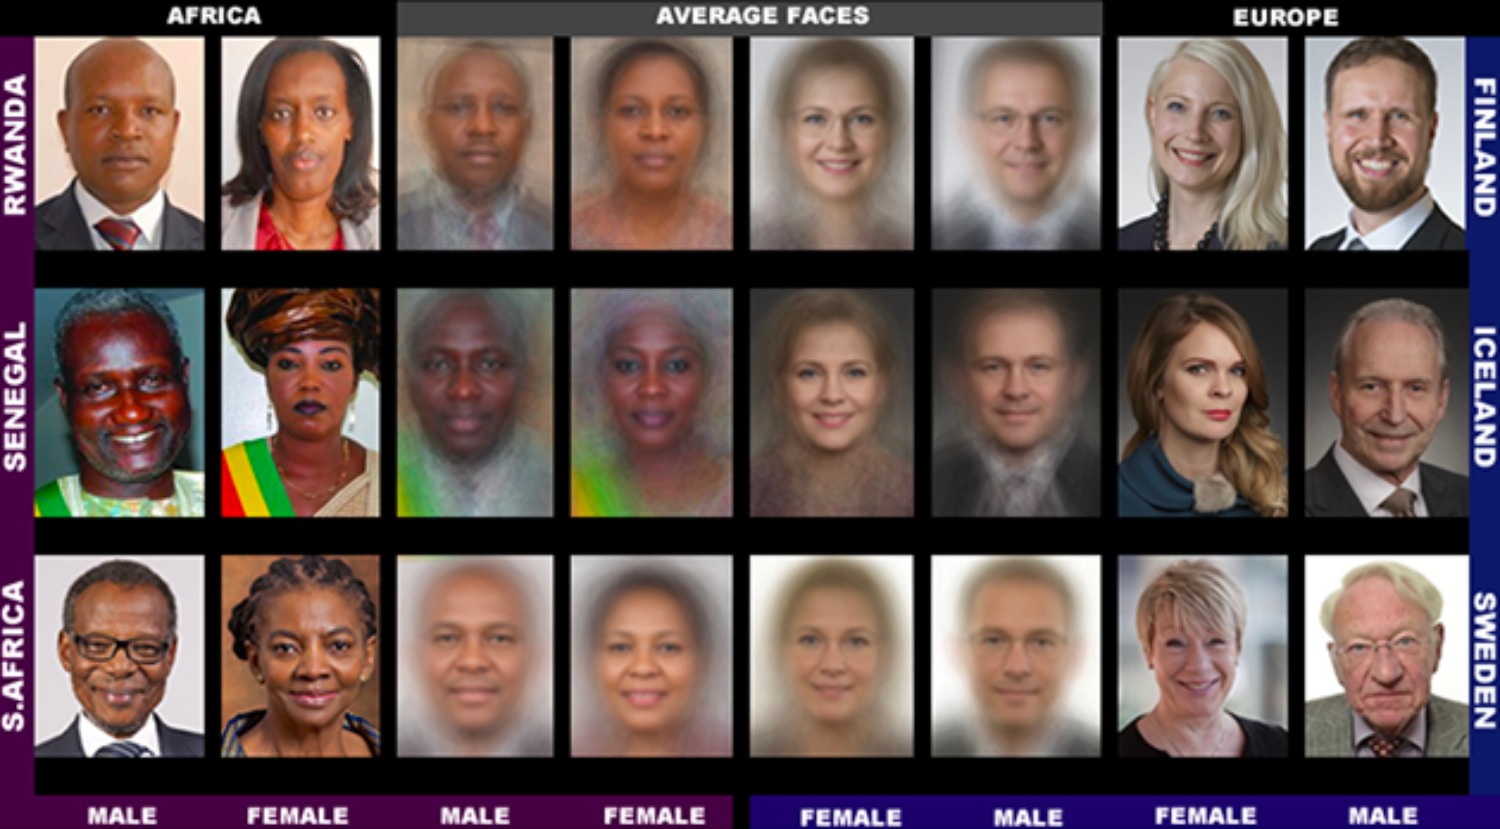 AFRICA
AVERAGE FACES
EUROPE
RWANDA
FINLAND
SENEGAL
ICELAND
S.AFRICA
SWEDEN
MALE
FEMALE
MALE
FEMALE
FEMALE
MALE
FEMALE
MALE